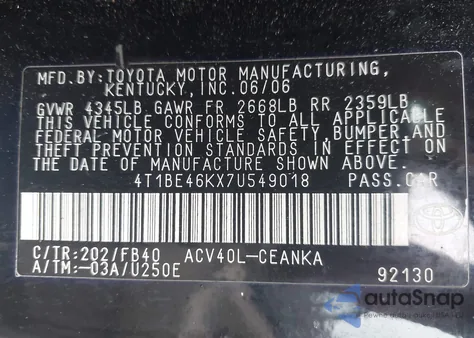 MFD.BY:TOYOTA MOTOR MANUFACTURING,
KENTUCKY,INC.06/06
GVWR 4345LB GAWR FR 2668LB RR 2359LB
THIS VEHICLE CONFORMS TO ALL APPLICABLE
FEDERAL MOTOR VEHICLE SAFETY,BUMPER,AND
THEFT PREVENTION STANDARDS IN EFFECT ON
THE DATE OF MANUFACTURE SHOWN ABOVE.
4T1BE46KX7U549018 PASS.CAR
C/TR:202/FB40 ACV40L-CEANKA
A/TM:-03A/U250E 92130
TOYOTA
autoSnap